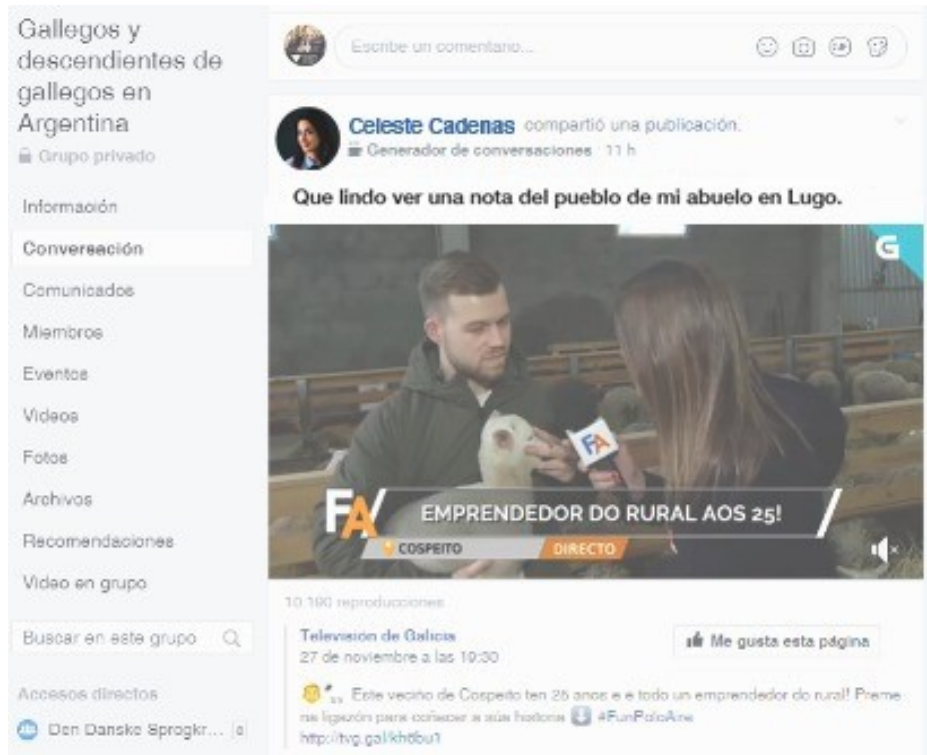 Gallegos y
descendientes de
gallegos en
Argentina
Grupo privado
Información
Conversación
Comunicados
Miembros
Eventos
Videos
Fotos
Archivos
Recomendaciones
Video en grupo
Buscar en este grupo
Accesos directos
Den Danske Sprogkr...
Escribe un comentario...
GIF
Celeste Cadenas compartió una publicación.
Generador de conversaciones · 11 h
Que lindo ver una nota del pueblo de mi abuelo en Lugo.
G
FA
FA EMPRENDEDOR DO RURAL AOS 25!
COSPEITO DIRECTO
10.190 reproducciones
Televisión de Galicia
27 de noviembre a las 19:30
Me gusta esta página
Este veciño de Cospeito ten 25 anos e é todo un emprendedor do rural! Preme
na ligazón para coñecer a súa historia ⬇ #FunPoloAire
http://tvg.gal/kh6bu1